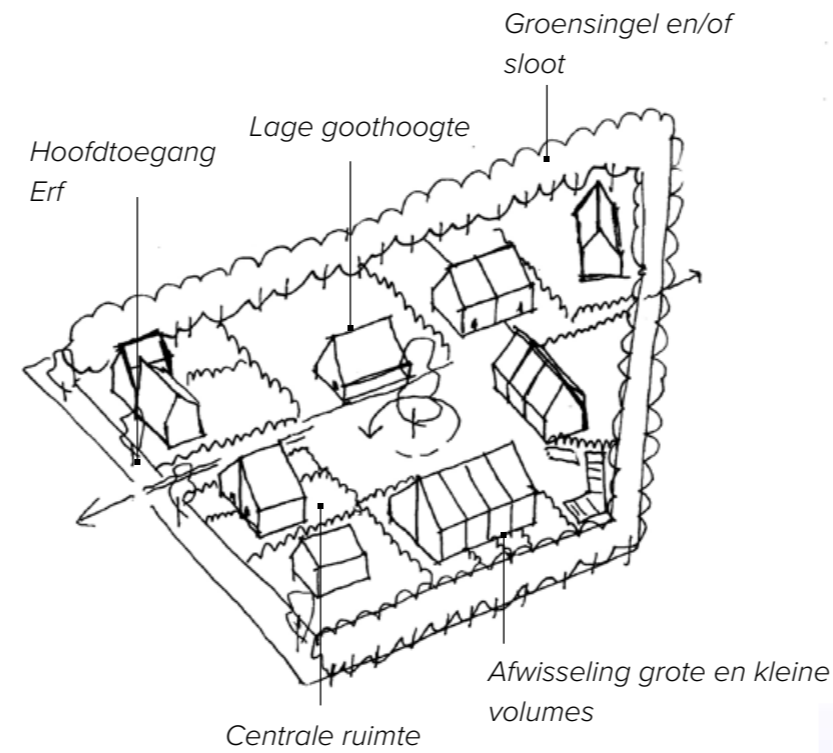 Groensingel en/of
sloot
Lage goothoogte
Hoofdtoegang
Erf
Afwisseling grote en kleine
volumes
Centrale ruimte